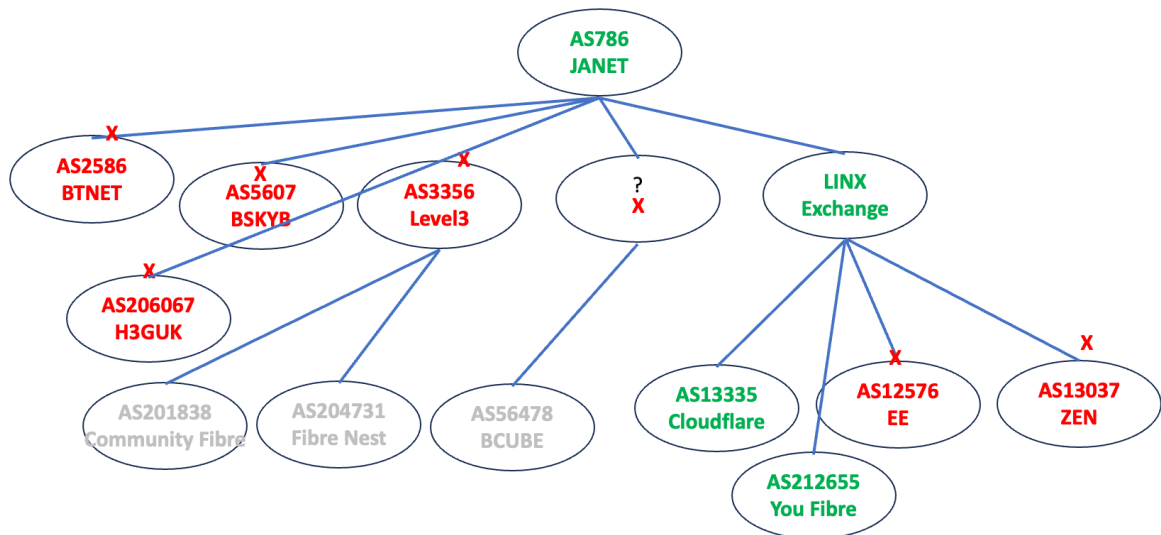 AS786
JANET
X
AS2586
BTNET
X
AS5607
BSKYB
X
AS3356
Level3
?
X
LINX
Exchange
X
AS206067
H3GUK
AS201838
Community Fibre
AS204731
Fibre Nest
AS56478
BCUBE
AS13335
Cloudflare
X
AS12576
EE
X
AS13037
ZEN
AS212655
You Fibre